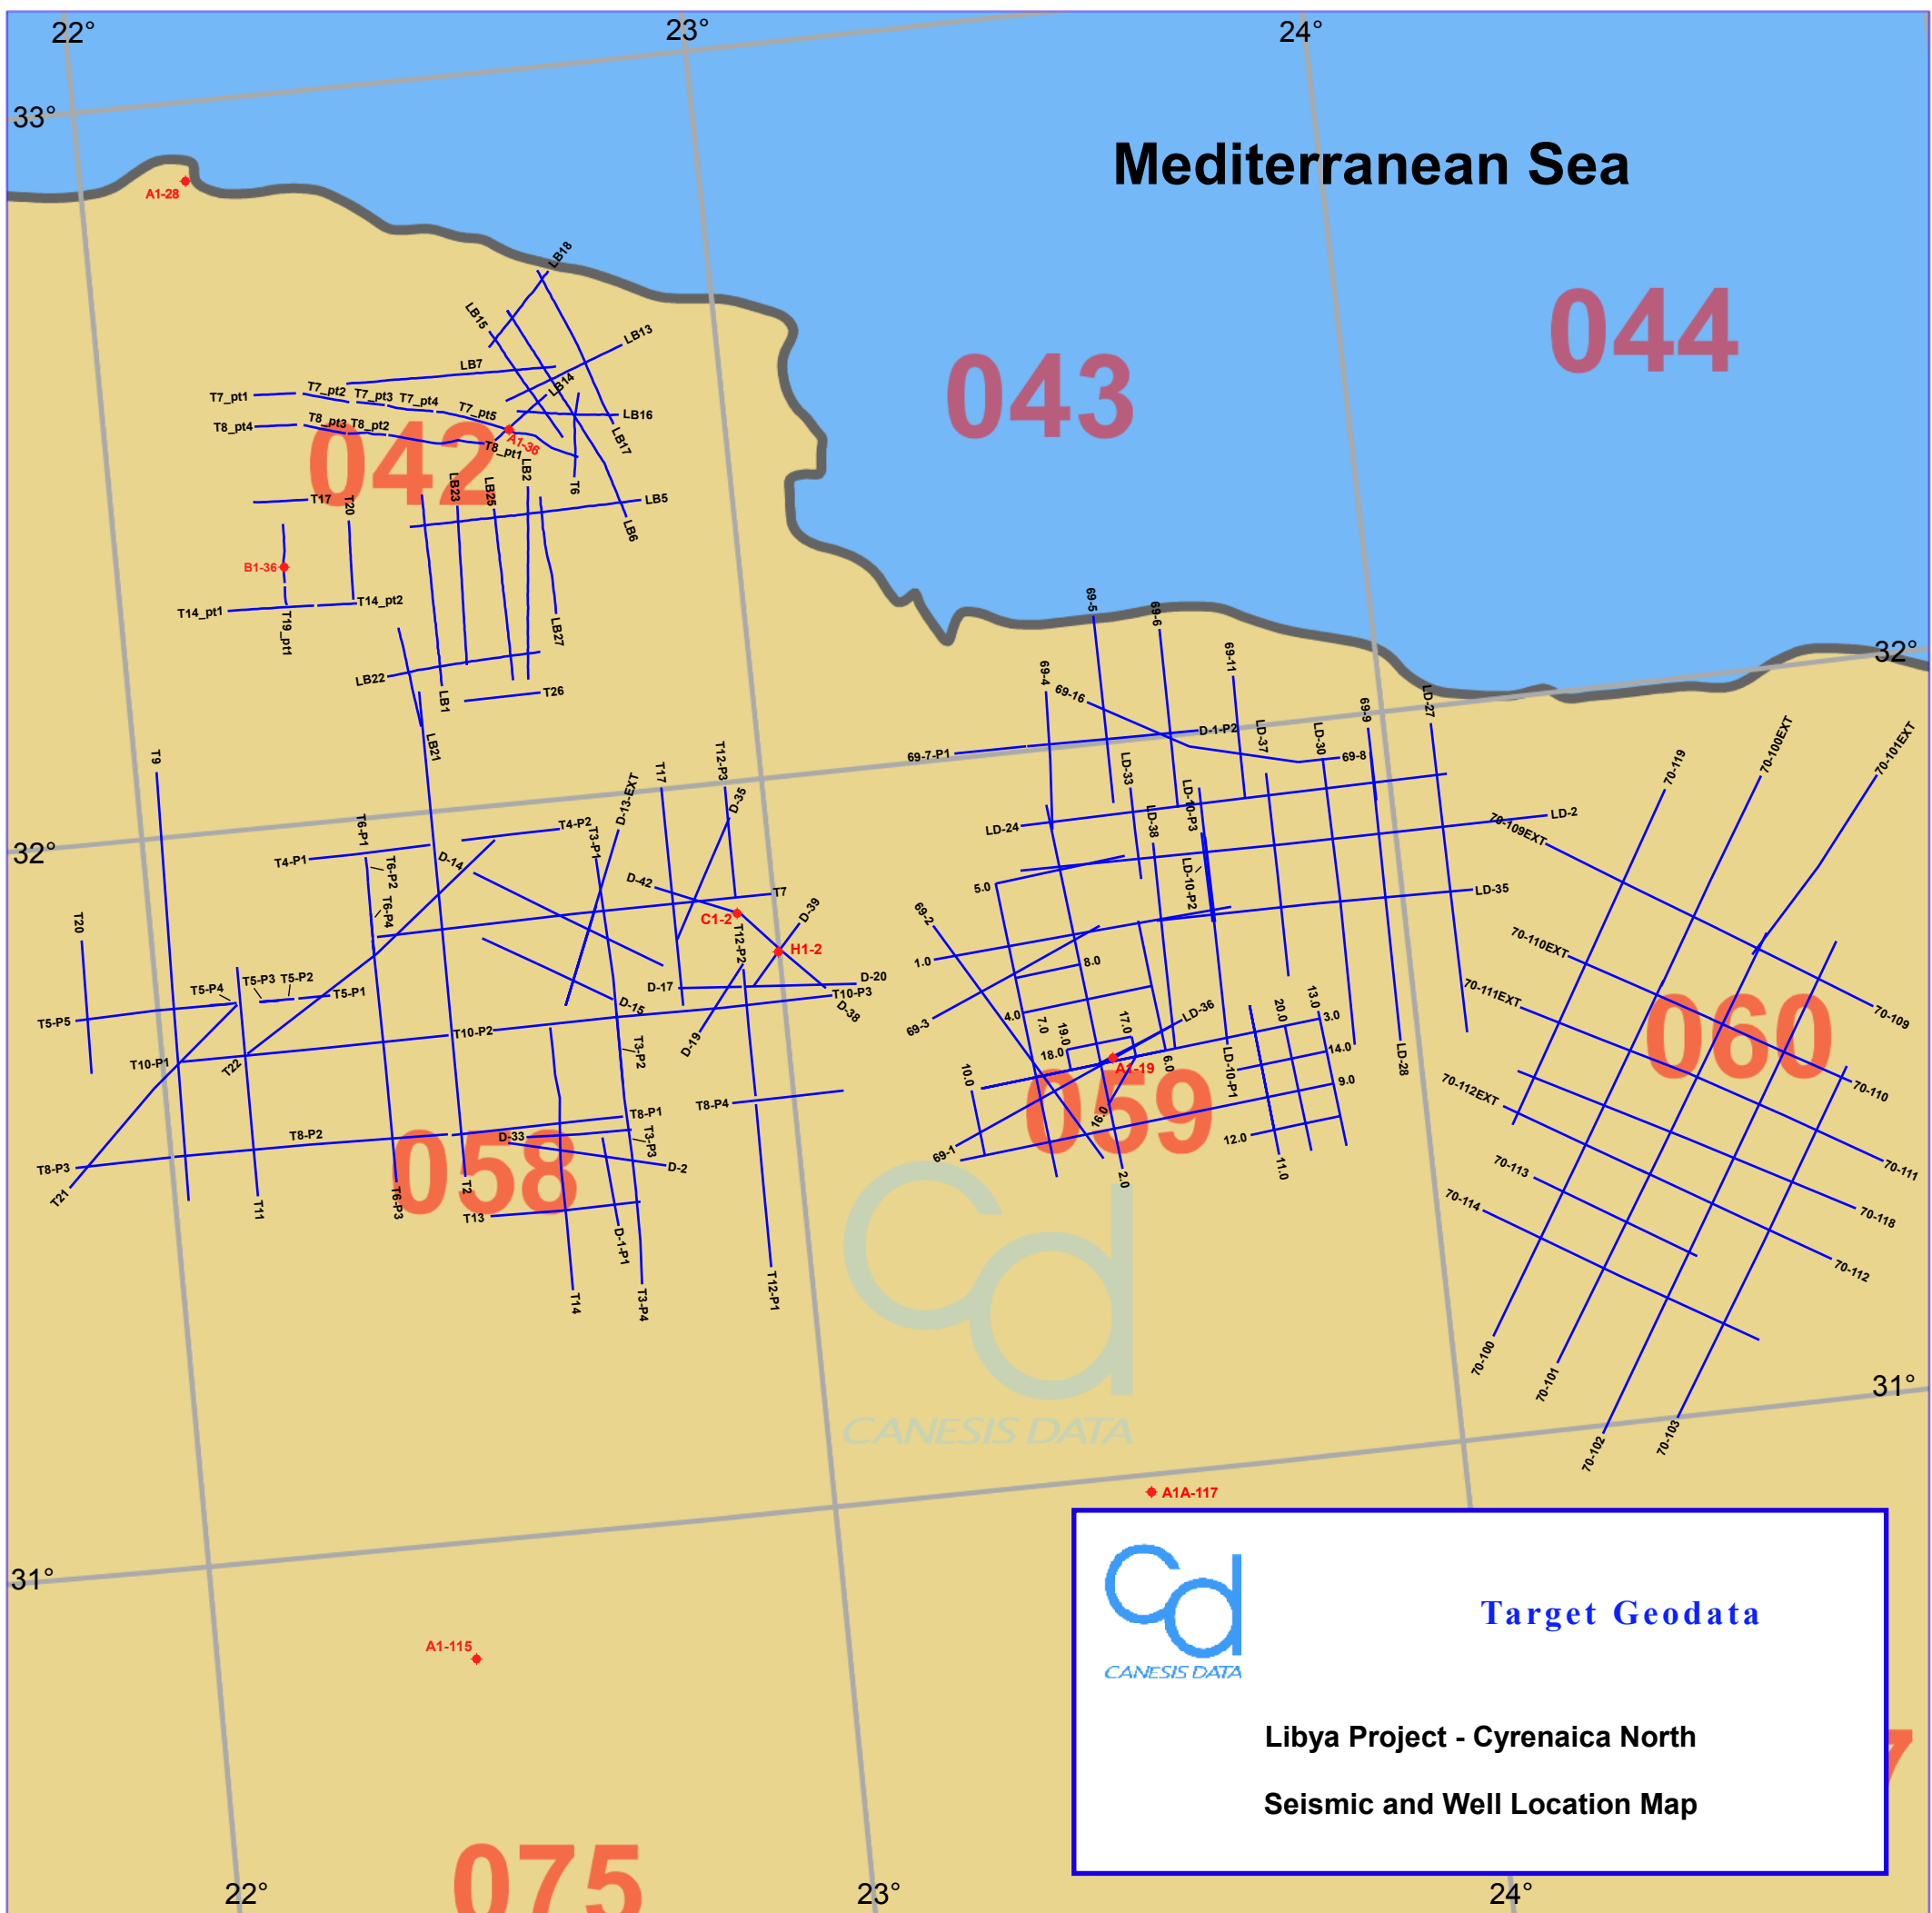 22°
23°
24°
33°
Mediterranean Sea
A1-28
044
043
LB18
LB15
LB13
LB7
LB14
T7_pt1
T7_pt2
T7_pt3
T7_pt4
T7_pt5
LB16
T8_pt4
T8_pt3
T8_pt2
A1-36
T8_pt1
LB17
042
LB2
LB23
LB25
T6
T17
T20
LB5
LB6
B1-36
T14_pt1
T14_pt2
T19_pt1
LB27
LB22
LB1
T26
LB21
69-5
69-6
69-4
69-16
69-11
32°
69-7-P1
D-1-P2
LD-37
LD-30
69-9
LD-27
69-8
70-119
70-100EXT
70-101EXT
T9
T17
T12-P3
D-13-EXT
D-35
LD-33
LD-38
LD-10-P3
LD-24
LD-2
70-109EXT
32°
T6-P1
T4-P1
T4-P2
T3-P1
D-14
T6-P2
T6-P4
D-42
T7
C1-2
D-39
H1-2
T12-P2
5.0
LD-10-P2
LD-35
69-2
1.0
8.0
70-110EXT
T20
T5-P4
T5-P3
T5-P2
T5-P1
T5-P5
D-17
D-20
T10-P3
D-38
D-15
D-19
69-3
4.0
7.0
19.0
18.0
17.0
LD-36
20.0
13.0
3.0
70-111EXT
70-109
060
T10-P1
T10-P2
T22
T3-P2
10.0
A1-19
6.0
LD-10-P1
14.0
9.0
LD-28
70-112EXT
70-110
T8-P4
T8-P1
T8-P2
D-33
T3-P3
D-2
T8-P3
T21
T11
T6-P3
058
T2
T13
D-1-P1
T14
T3-P4
T12-P1
16.0
059
69-1
12.0
11.0
2.0
70-113
70-114
70-111
70-118
70-112
70-100
70-101
70-102
70-103
31°
CANESIS DATA
A1A-117
31°
A1-115
CANESIS DATA
Target Geodata
Libya Project - Cyrenaica North
Seismic and Well Location Map
7
075
22°
23°
24°